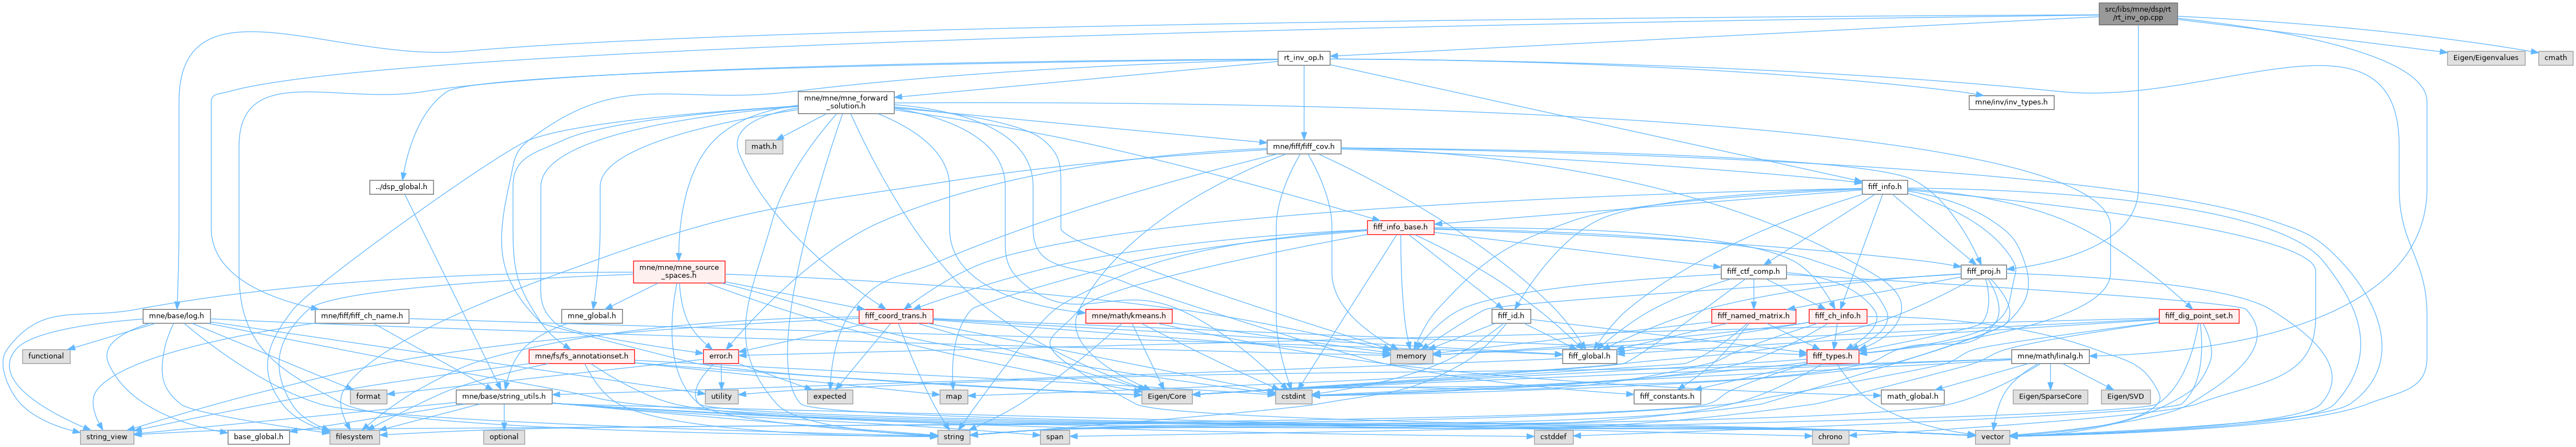 src/libs/mne/dsp/rt
/rt_inv_op.cpp
rt_inv_op.h
Eigen/Eigenvalues
cmath
mne/mne/mne_forward
_solution.h
mne/inv/inv_types.h
math.h
mne/fiff/fiff_cov.h
../dsp_global.h
fiff_info.h
fiff_info_base.h
mne/mne/mne_source
_spaces.h
fiff_ctf_comp.h
fiff_proj.h
mne/base/log.h
mne/fiff/fiff_ch_name.h
mne_global.h
fiff_coord_trans.h
mne/math/kmeans.h
fiff_id.h
fiff_named_matrix.h
fiff_ch_info.h
fiff_dig_point_set.h
functional
mne/fs/fs_annotationset.h
error.h
memory
fiff_global.h
fiff_types.h
mne/math/linalg.h
format
mne/base/string_utils.h
utility
expected
map
Eigen/Core
cstdint
fiff_constants.h
math_global.h
Eigen/SparseCore
Eigen/SVD
string_view
base_global.h
filesystem
optional
string
span
cstddef
chrono
vector